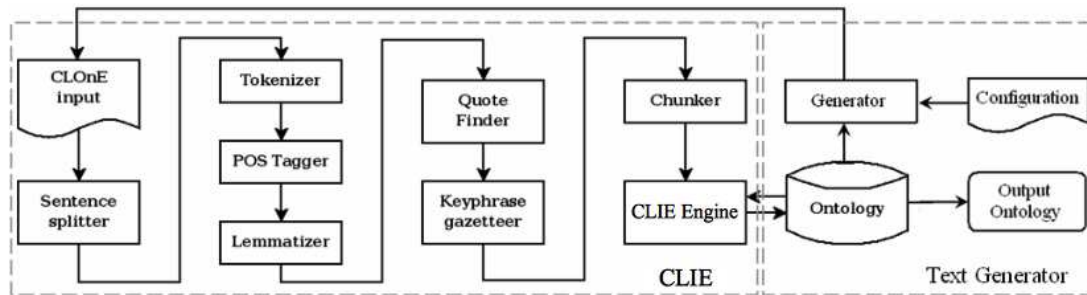 CLOnE
input
Sentence
splitter
Tokenizer
POS Tagger
Lemmatizer
Quote
Finder
Keyphrase
gazetteer
Chunker
CLIE Engine
CLIE
Generator
Configuration
Ontology
Output
Ontology
Text Generator